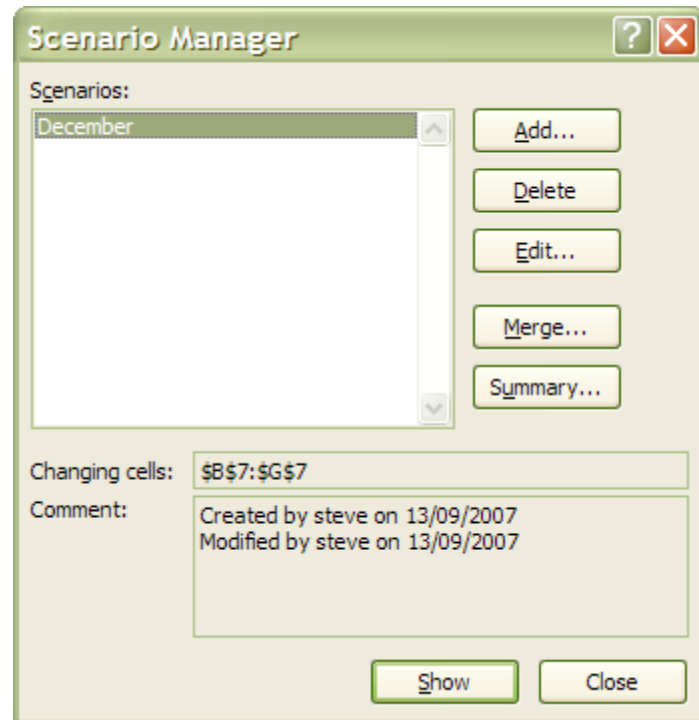 Scenario Manager
Scenarios:
December
Add...
Delete
Edit...
Merge...
Summary...
Changing cells: $B$7:$G$7
Comment: Created by steve on 13/09/2007
Modified by steve on 13/09/2007
Show Close